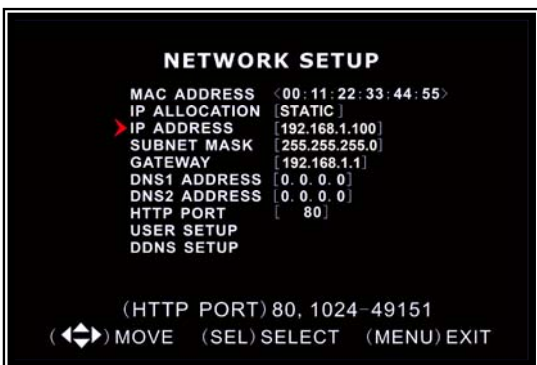 NETWORK SETUP
MAC ADDRESS <00:11:22:33:44:55>
IP ALLOCATION [STATIC ]
IP ADDRESS [192.168.1.100]
SUBNET MASK [255.255.255.0]
GATEWAY [192.168.1.1]
DNS1 ADDRESS [0. 0. 0. 0]
DNS2 ADDRESS [0. 0. 0. 0]
HTTP PORT [ 80]
USER SETUP
DDNS SETUP
(HTTP PORT) 80, 1024-49151
( ) MOVE (SEL) SELECT (MENU) EXIT